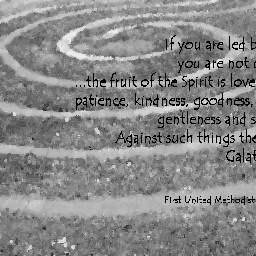 If you are led b
you are not
...the fruit of the Spirit is love
patience, kindness, goodness,
gentleness and s
Against such things the
Galat
First United Methodist